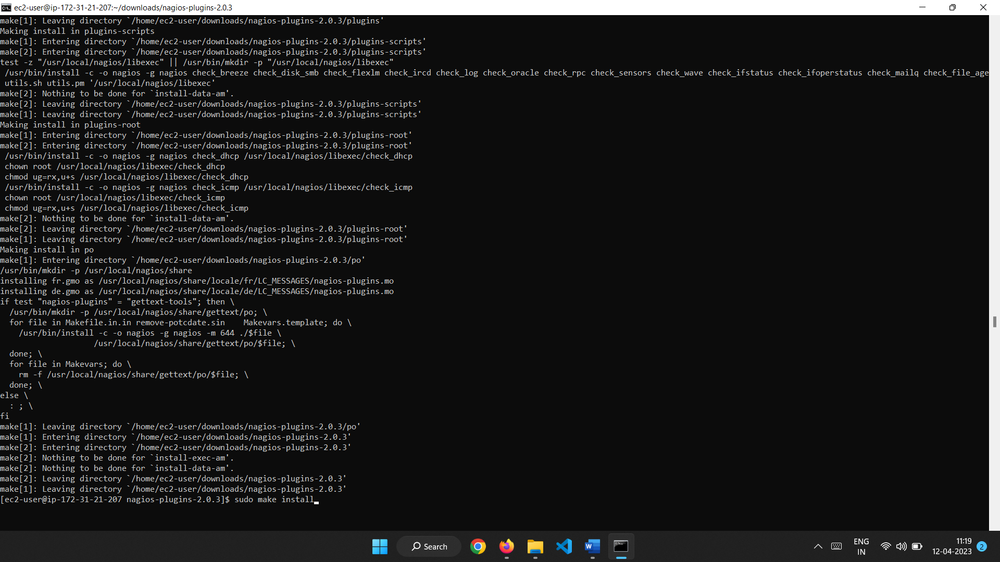 ec2-user@ip-172-31-21-207:~/downloads/nagios-plugins-2.0.3
make[1]: Leaving directory `/home/ec2-user/downloads/nagios-plugins-2.0.3/plugins'
Making install in plugins-scripts
make[1]: Entering directory `/home/ec2-user/downloads/nagios-plugins-2.0.3/plugins-scripts'
make[2]: Entering directory `/home/ec2-user/downloads/nagios-plugins-2.0.3/plugins-scripts'
test -z "/usr/local/nagios/libexec" || /usr/bin/mkdir -p "/usr/local/nagios/libexec"
 /usr/bin/install -c -o nagios -g nagios check_breeze check_disk_smb check_flexlm check_ircd check_log check_oracle check_rpc check_sensors check_wave check_ifstatus check_ifoperstatus check_mailq check_file_age
 utils.sh utils.pm '/usr/local/nagios/libexec'
make[2]: Nothing to be done for `install-data-am'.
make[2]: Leaving directory `/home/ec2-user/downloads/nagios-plugins-2.0.3/plugins-scripts'
make[1]: Leaving directory `/home/ec2-user/downloads/nagios-plugins-2.0.3/plugins-scripts'
Making install in plugins-root
make[1]: Entering directory `/home/ec2-user/downloads/nagios-plugins-2.0.3/plugins-root'
make[2]: Entering directory `/home/ec2-user/downloads/nagios-plugins-2.0.3/plugins-root'
 /usr/bin/install -c -o nagios -g nagios check_dhcp /usr/local/nagios/libexec/check_dhcp
 chown root /usr/local/nagios/libexec/check_dhcp
 chmod ug=rx,u+s /usr/local/nagios/libexec/check_dhcp
 /usr/bin/install -c -o nagios -g nagios check_icmp /usr/local/nagios/libexec/check_icmp
 chown root /usr/local/nagios/libexec/check_icmp
 chmod ug=rx,u+s /usr/local/nagios/libexec/check_icmp
make[2]: Nothing to be done for `install-data-am'.
make[2]: Leaving directory `/home/ec2-user/downloads/nagios-plugins-2.0.3/plugins-root'
make[1]: Leaving directory `/home/ec2-user/downloads/nagios-plugins-2.0.3/plugins-root'
Making install in po
make[1]: Entering directory `/home/ec2-user/downloads/nagios-plugins-2.0.3/po'
/usr/bin/mkdir -p /usr/local/nagios/share
installing fr.gmo as /usr/local/nagios/share/locale/fr/LC_MESSAGES/nagios-plugins.mo
installing de.gmo as /usr/local/nagios/share/locale/de/LC_MESSAGES/nagios-plugins.mo
if test "nagios-plugins" = "gettext-tools"; then \
  /usr/bin/mkdir -p /usr/local/nagios/share/gettext/po; \
  for file in Makefile.in.in remove-potcdate.sin    Makevars.template; do \
    /usr/bin/install -c -o nagios -g nagios -m 644 ./$file \
                    /usr/local/nagios/share/gettext/po/$file; \
  done; \
  for file in Makevars; do \
    rm -f /usr/local/nagios/share/gettext/po/$file; \
  done; \
else \
  : ; \
fi
make[1]: Leaving directory `/home/ec2-user/downloads/nagios-plugins-2.0.3/po'
make[1]: Entering directory `/home/ec2-user/downloads/nagios-plugins-2.0.3'
make[2]: Entering directory `/home/ec2-user/downloads/nagios-plugins-2.0.3'
make[2]: Nothing to be done for `install-exec-am'.
make[2]: Nothing to be done for `install-data-am'.
make[2]: Leaving directory `/home/ec2-user/downloads/nagios-plugins-2.0.3'
make[1]: Leaving directory `/home/ec2-user/downloads/nagios-plugins-2.0.3'
[ec2-user@ip-172-31-21-207 nagios-plugins-2.0.3]$ sudo make install
Search
ENG
IN
11:19
12-04-2023
2